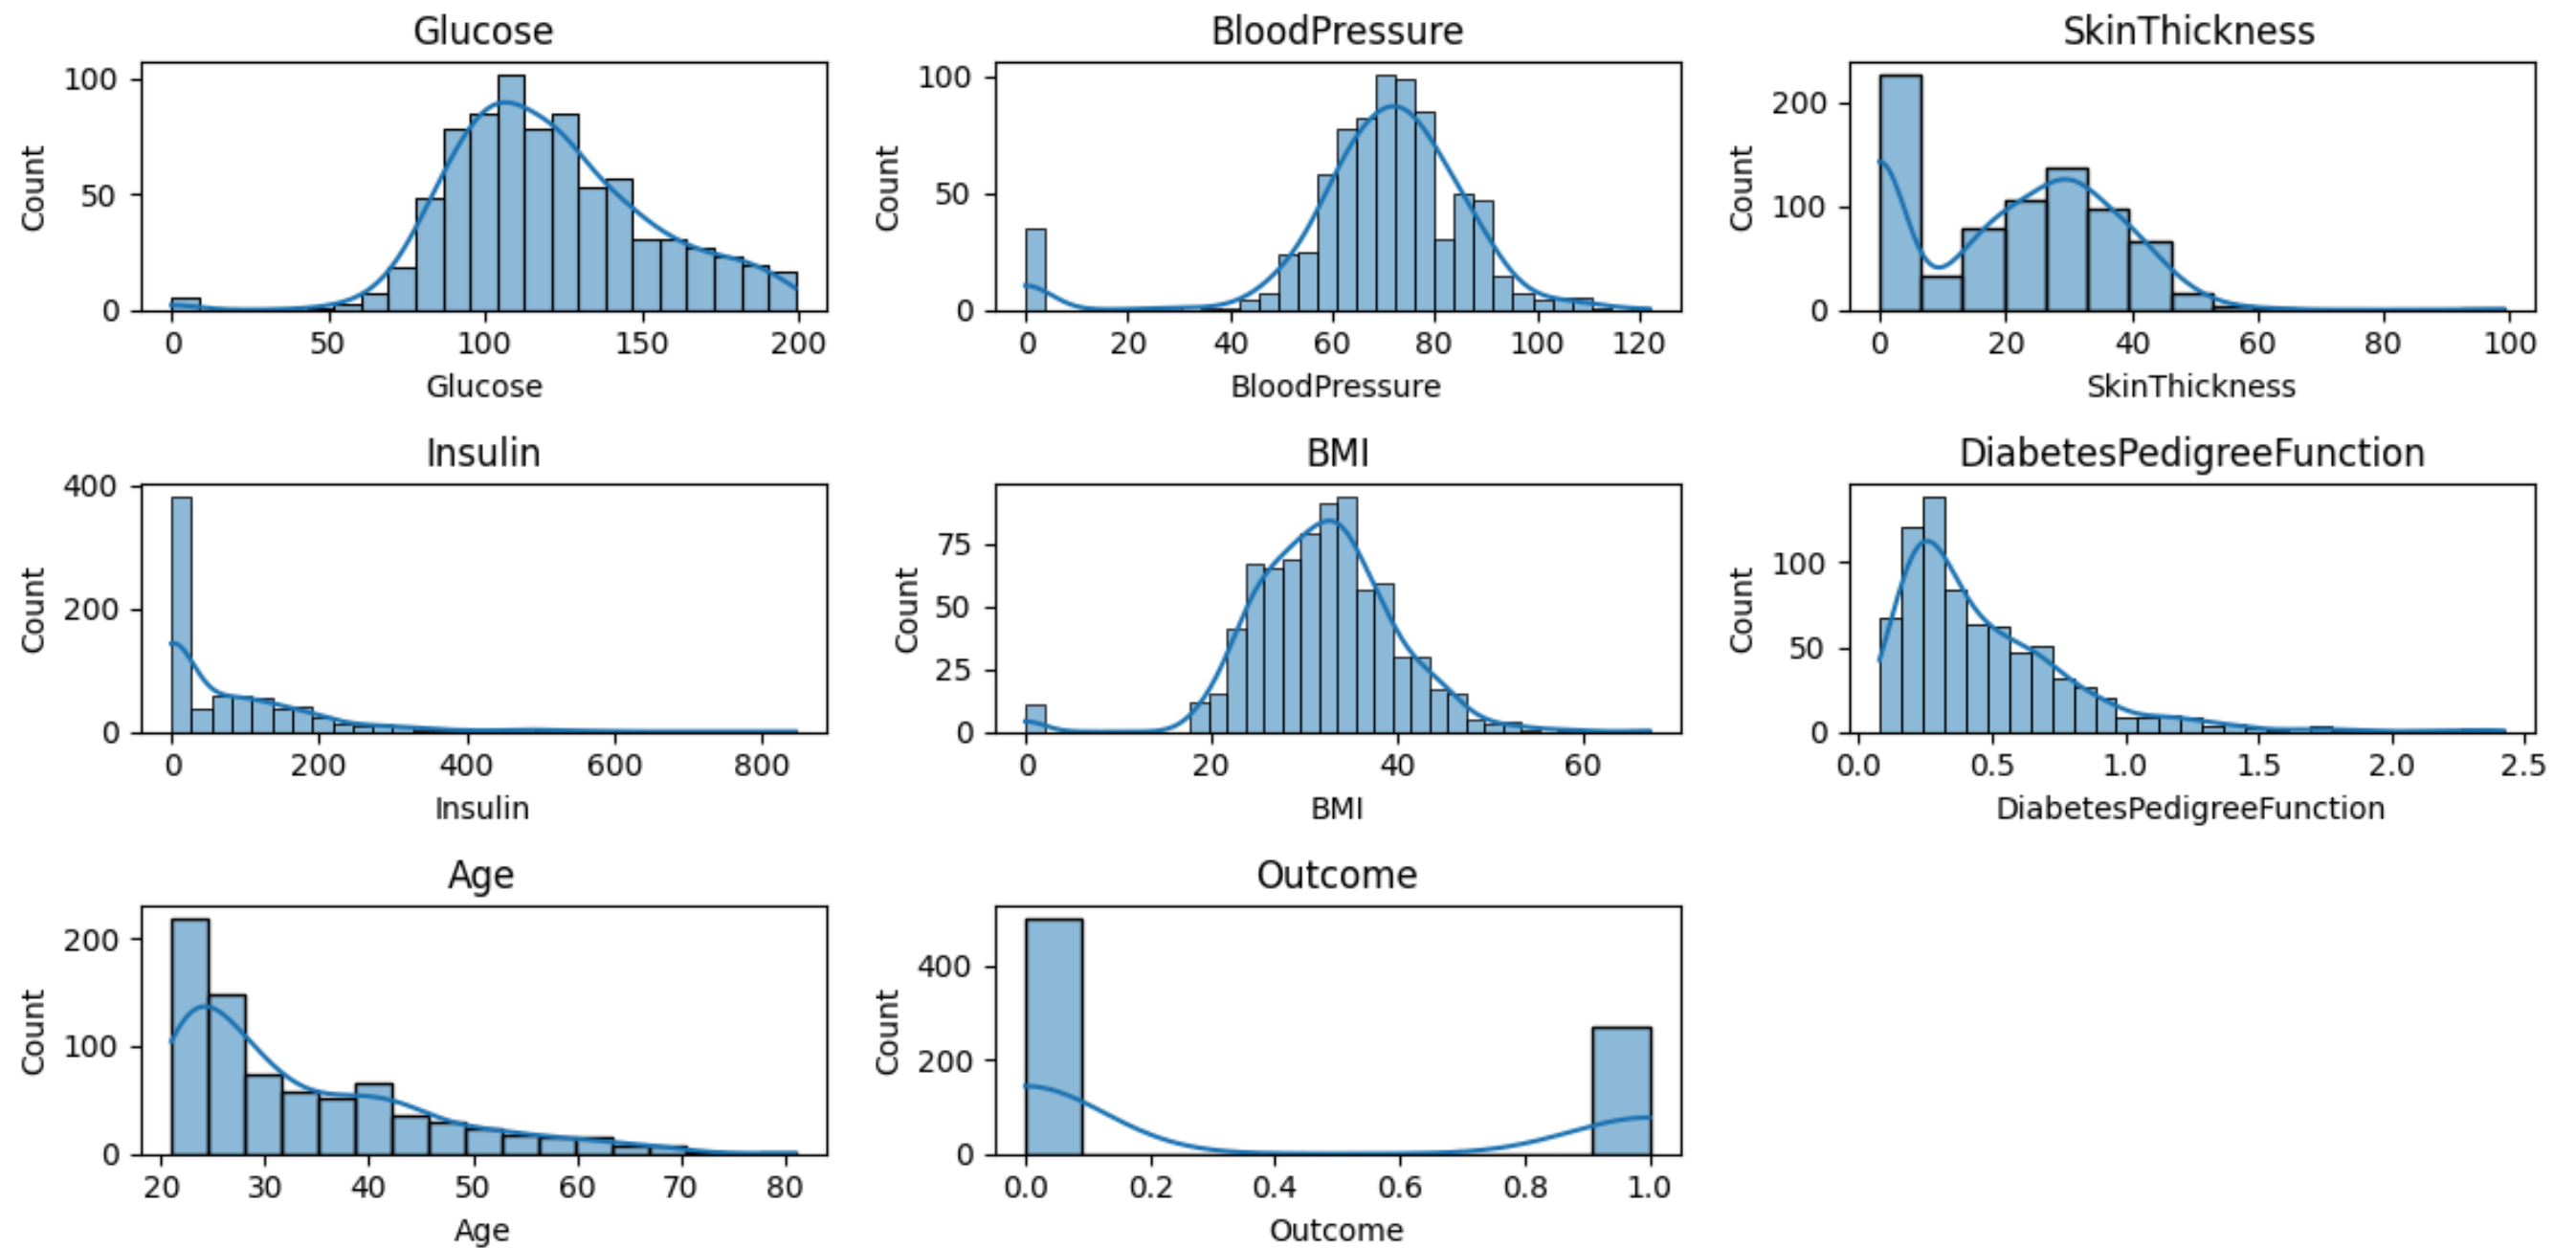 Glucose
BloodPressure
SkinThickness
100
50
0
Count
0 50 100 150 200
Glucose
100
50
0
Count
0 20 40 60 80 100 120
BloodPressure
200
100
0
Count
0 20 40 60 80 100
SkinThickness
Insulin
BMI
DiabetesPedigreeFunction
400
200
0
Count
0 200 400 600 800
Insulin
75
50
25
0
Count
0 20 40 60
BMI
100
50
0
Count
0.0 0.5 1.0 1.5 2.0 2.5
DiabetesPedigreeFunction
Age
Outcome
200
100
0
Count
20 30 40 50 60 70 80
Age
400
200
0
Count
0.0 0.2 0.4 0.6 0.8 1.0
Outcome